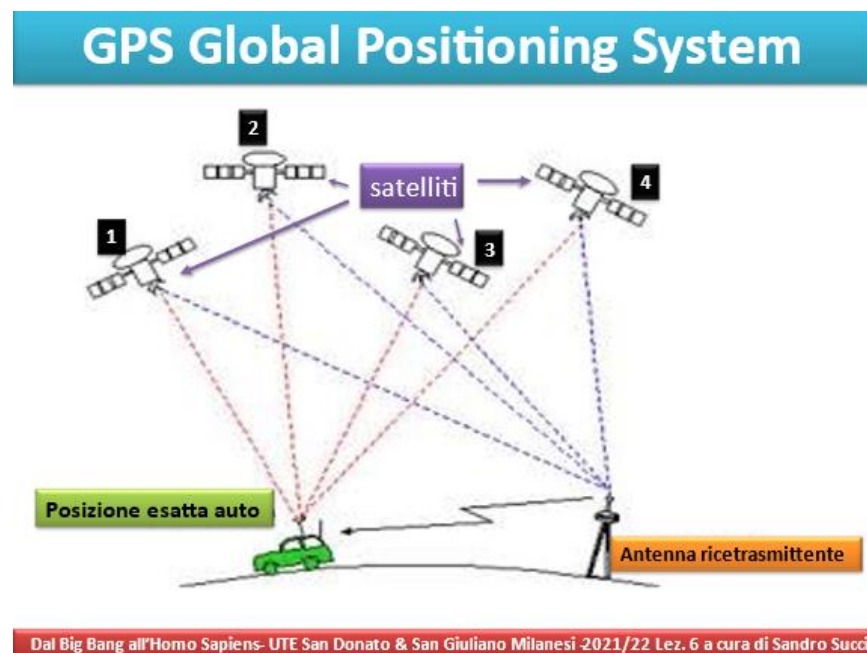 GPS Global Positioning System
2
satelliti
4
1
3
Posizione esatta auto
Antenna ricetrasmittente
Dal Big Bang all'Homo Sapiens- UTE San Donato & San Giuliano Milanesi -2021/22 Lez. 6 a cura di Sandro Succi